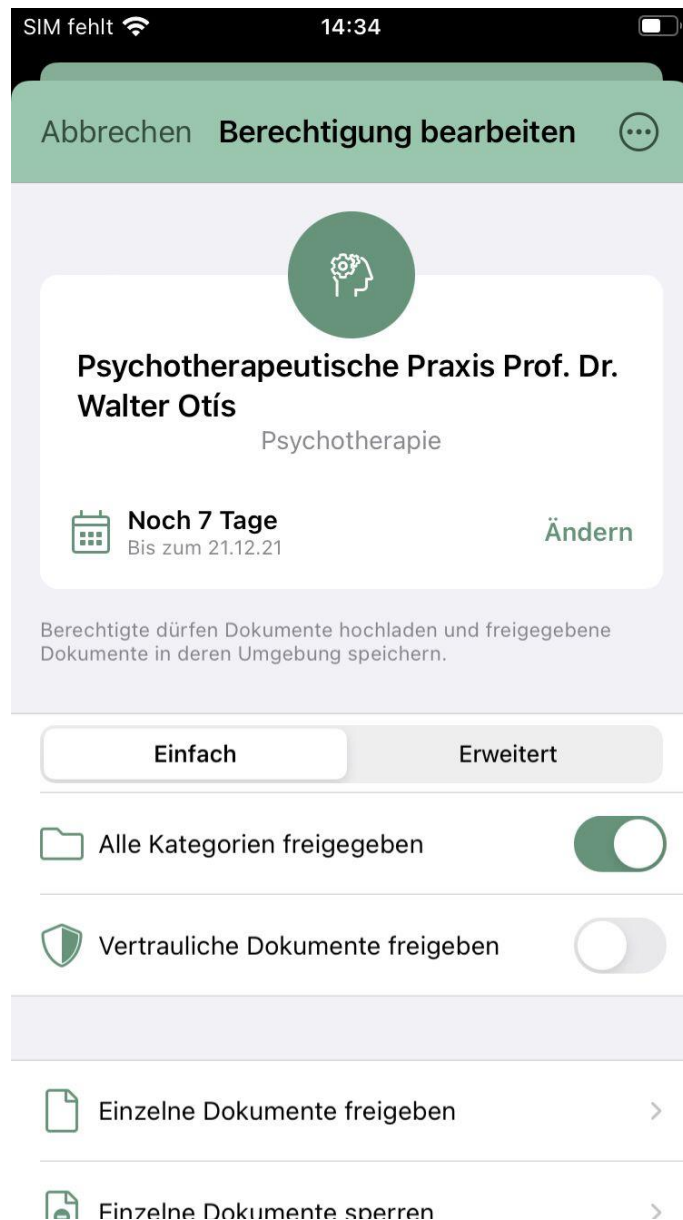 SIM fehlt 14:34
Abbrechen Berechtigung bearbeiten
Psychotherapeutische Praxis Prof. Dr.
Walter Otís
Psychotherapie
Noch 7 Tage
Bis zum 21.12.21
Ändern
Berechtigte dürfen Dokumente hochladen und freigegebene
Dokumente in deren Umgebung speichern.
Einfach Erweitert
Alle Kategorien freigegeben
Vertrauliche Dokumente freigeben
Einzelne Dokumente freigeben
Einzelne Dokumente sperren